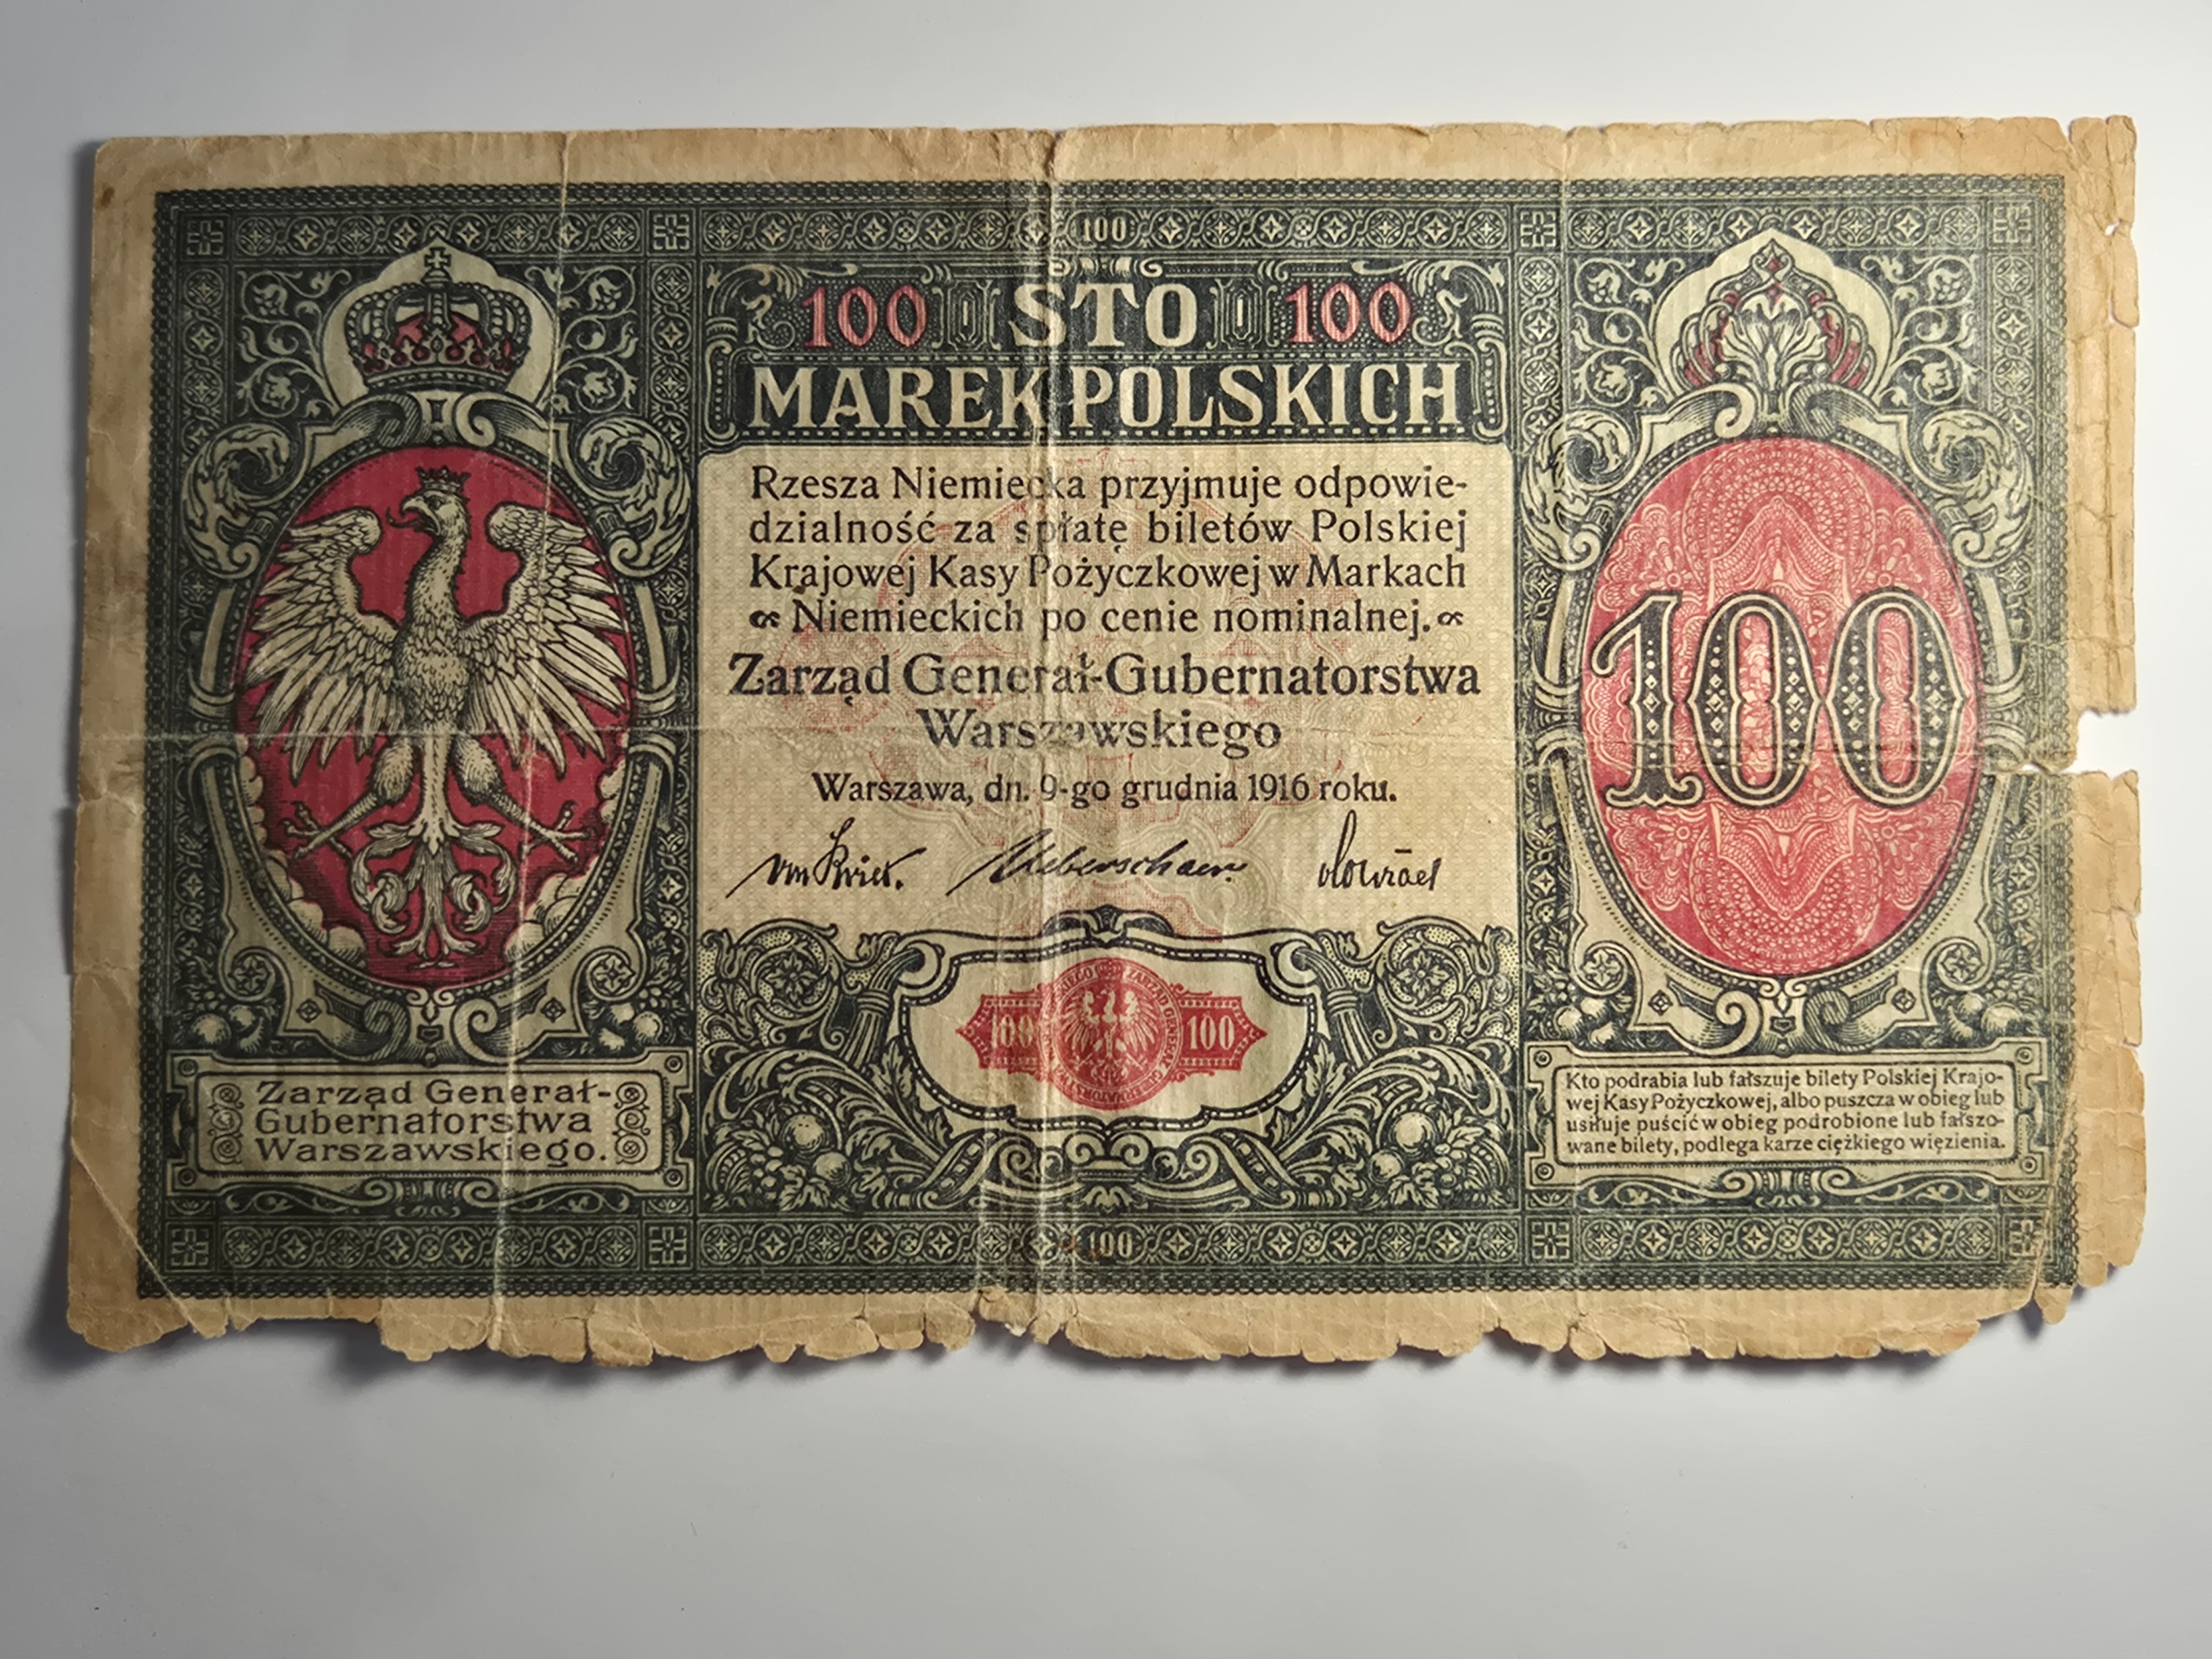 100
100 STO 100
MAREK POLSKICH
Rzesza Niemiecka przyjmuje odpowie-
dzialność za spłatę biletów Polskiej
Krajowej Kasy Pożyczkowej w Markach
Niemieckich po cenie nominalnej.
Zarząd Generał-Gubernatorstwa
Warszawskiego
Warszawa, dn. 9-go grudnia 1916 roku.
100
100 100
Zarząd Generał-
Gubernatorstwa
Warszawskiego.
Kto podrabia lub fałszuje bilety Polskiej Krajo-
wej Kasy Pożyczkowej, albo puszcza w obieg lub
usiłuje puścić w obieg podrobione lub fałszo-
wane bilety, podlega karze ciężkiego więzienia.
100